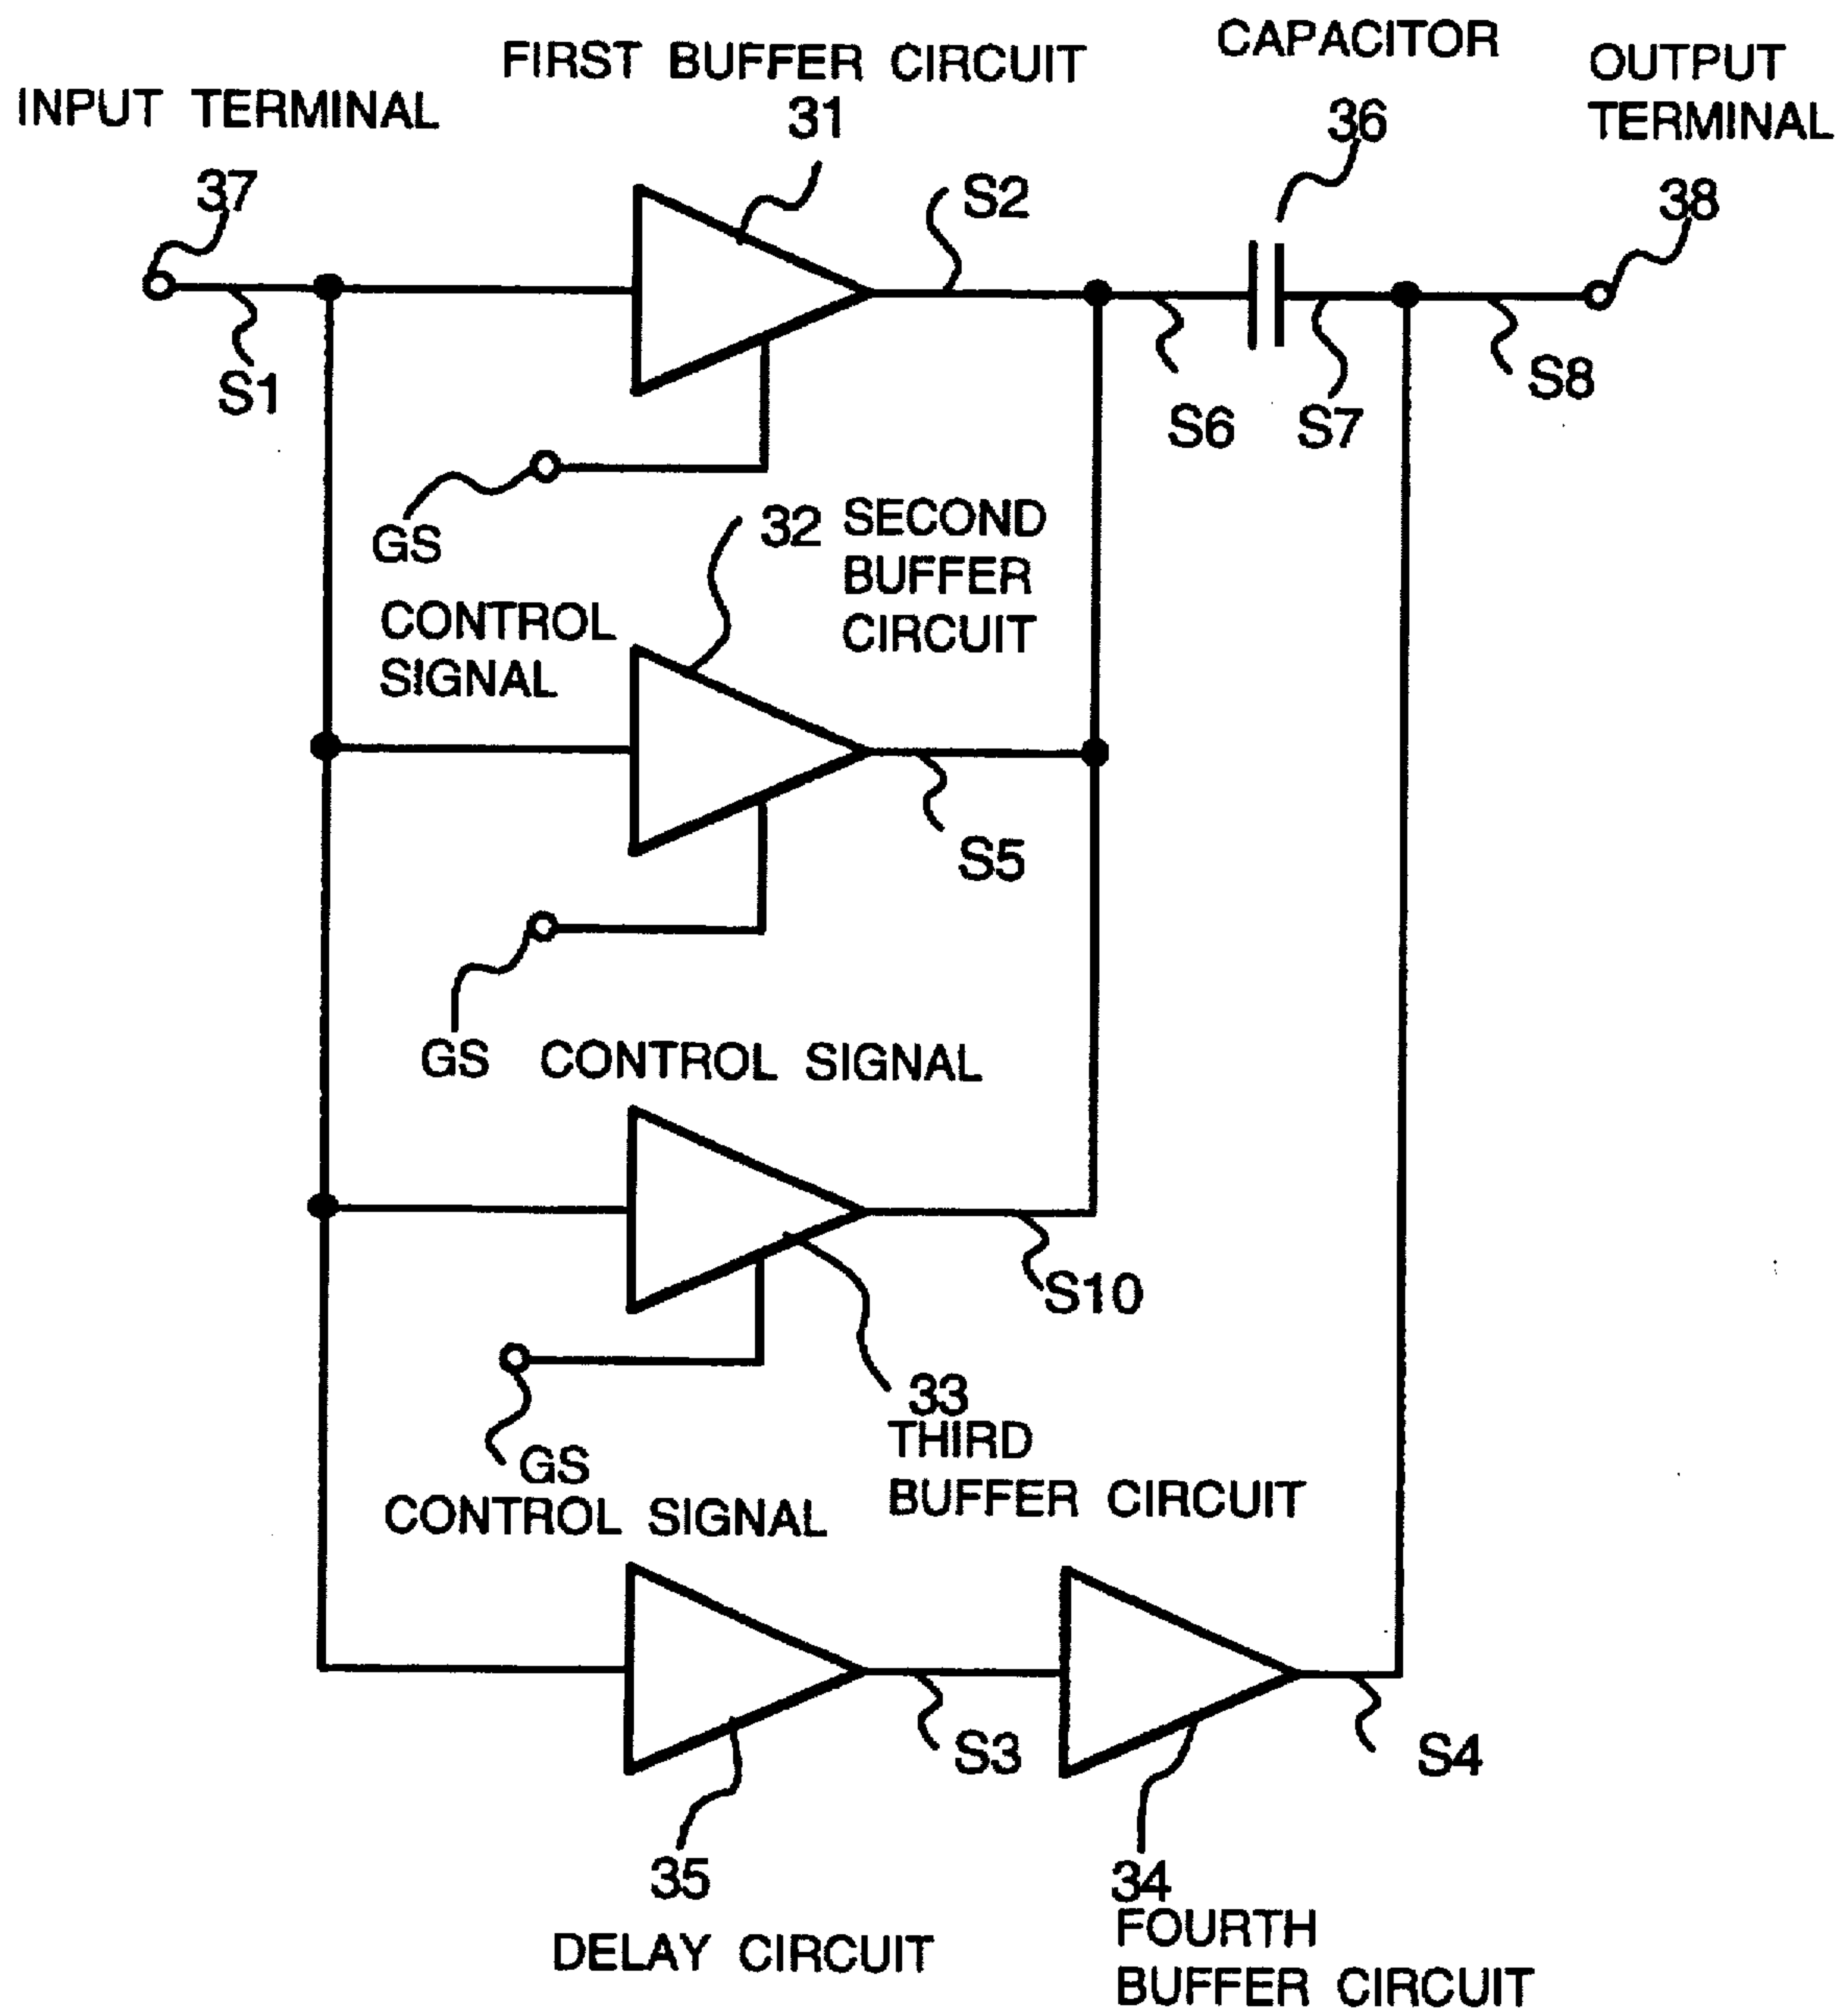 FIRST BUFFER CIRCUIT
31
CAPACITOR
36
OUTPUT
TERMINAL
38
INPUT TERMINAL
37
S2
S1
S6
S7
S8
GS
CONTROL
SIGNAL
32 SECOND
BUFFER
CIRCUIT
S5
GS CONTROL SIGNAL
S10
33
THIRD
BUFFER CIRCUIT
GS
CONTROL SIGNAL
S3
S4
35
DELAY CIRCUIT
34
FOURTH
BUFFER CIRCUIT